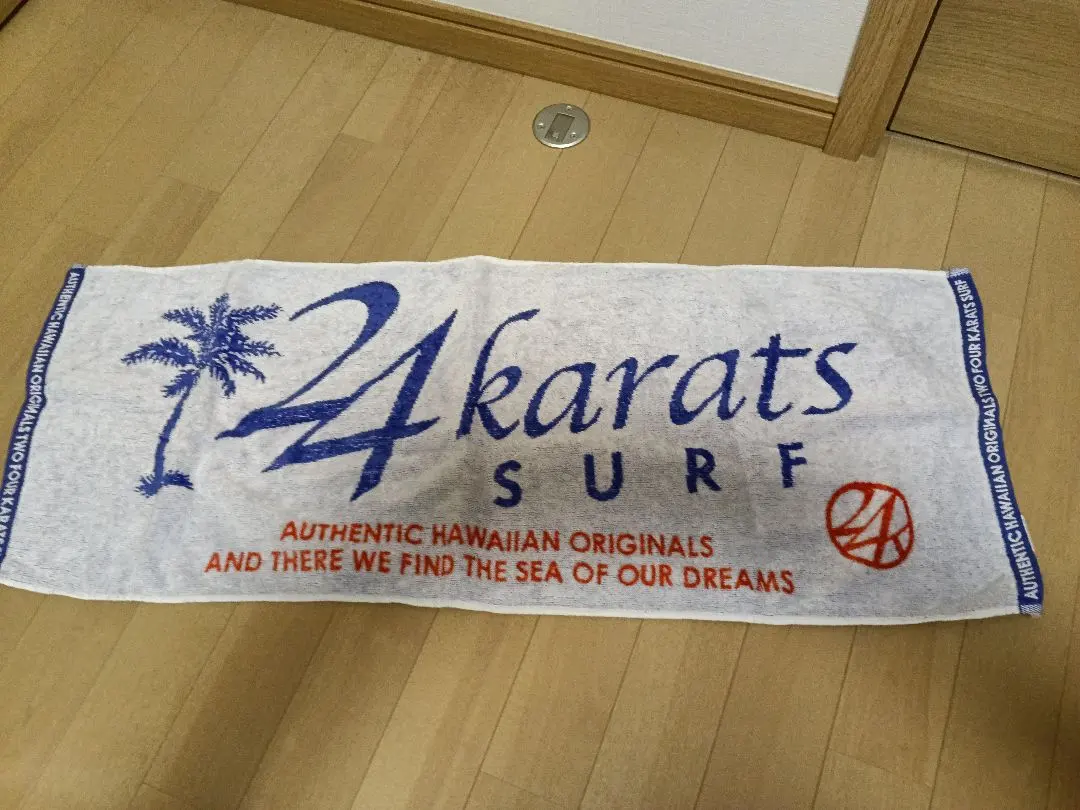 24karats
SURF
AUTHENTIC HAWAIIAN ORIGINALS
AND THERE WE FIND THE SEA OF OUR DREAMS
24K
AUTHENTIC HAWAIIAN ORIGINALS TWO FOUR KARATS
AUTHENTIC HAWAIIAN ORIGINALS TWO FOUR KARATS SURF